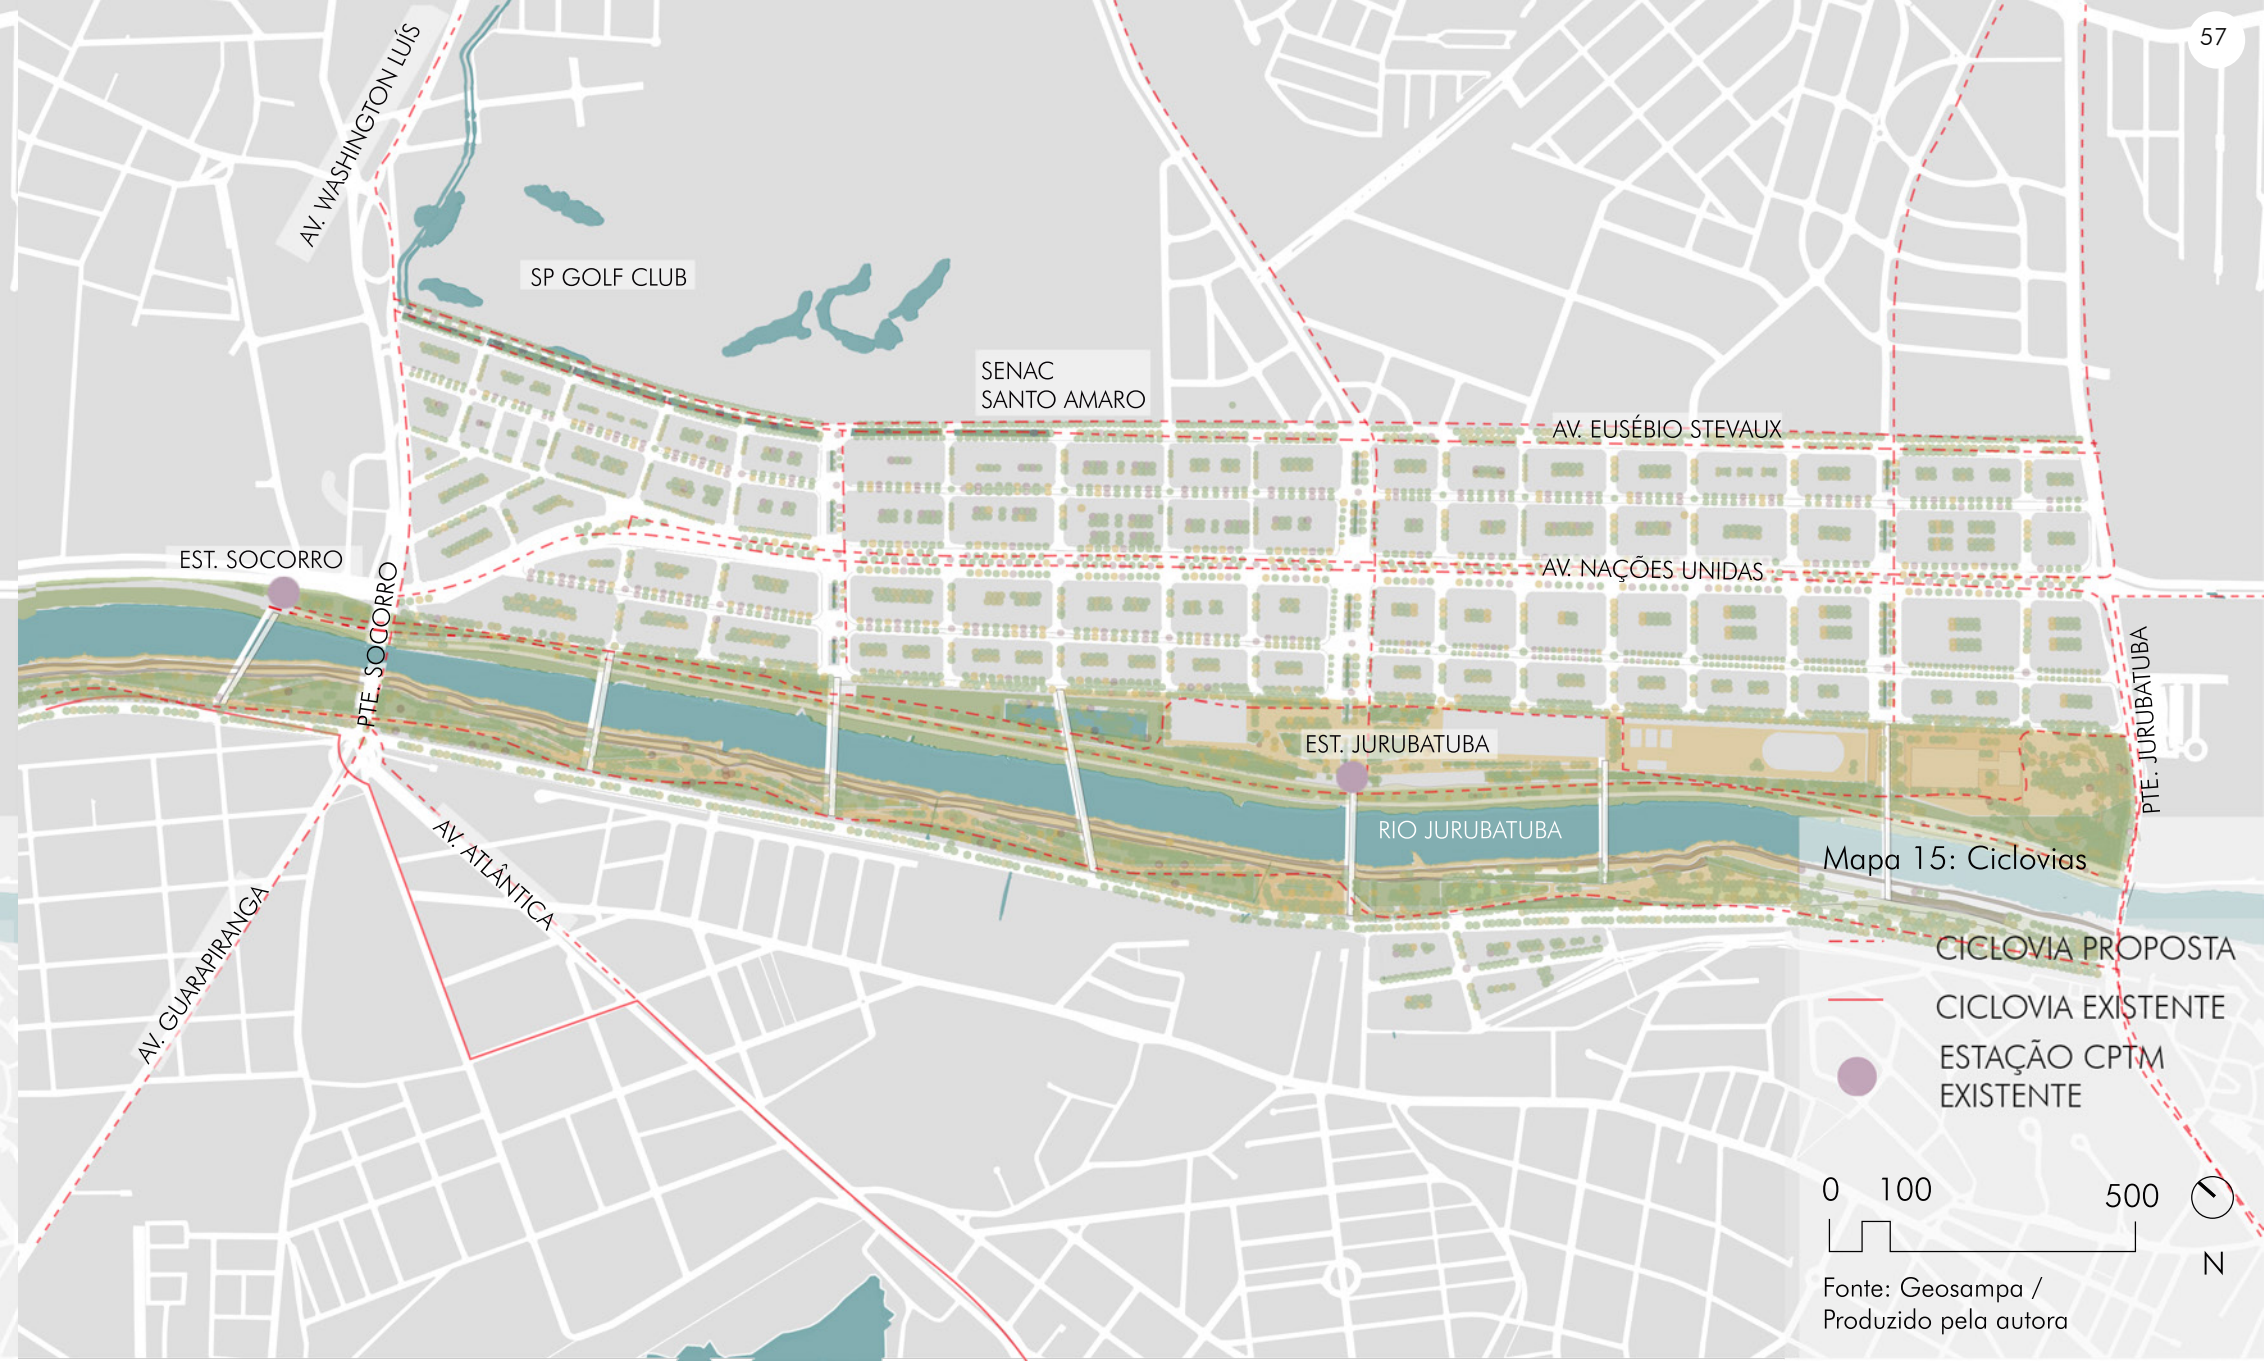 57
AV. WASHINGTON LUÍS
SP GOLF CLUB
SENAC
SANTO AMARO
AV. EUSÉBIO STEVAUX
EST. SOCORRO
AV. NAÇÕES UNIDAS
PTE. SOCORRO
PTE. JURUBATUBA
EST. JURUBATUBA
RIO JURUBATUBA
AV. ATLÂNTICA
AV. GUARAPIRANGA
Mapa 15: Ciclovias
CICLOVIA PROPOSTA
CICLOVIA EXISTENTE
ESTAÇÃO CPTM
EXISTENTE
0 100 500
N
Fonte: Geosampa /
Produzido pela autora